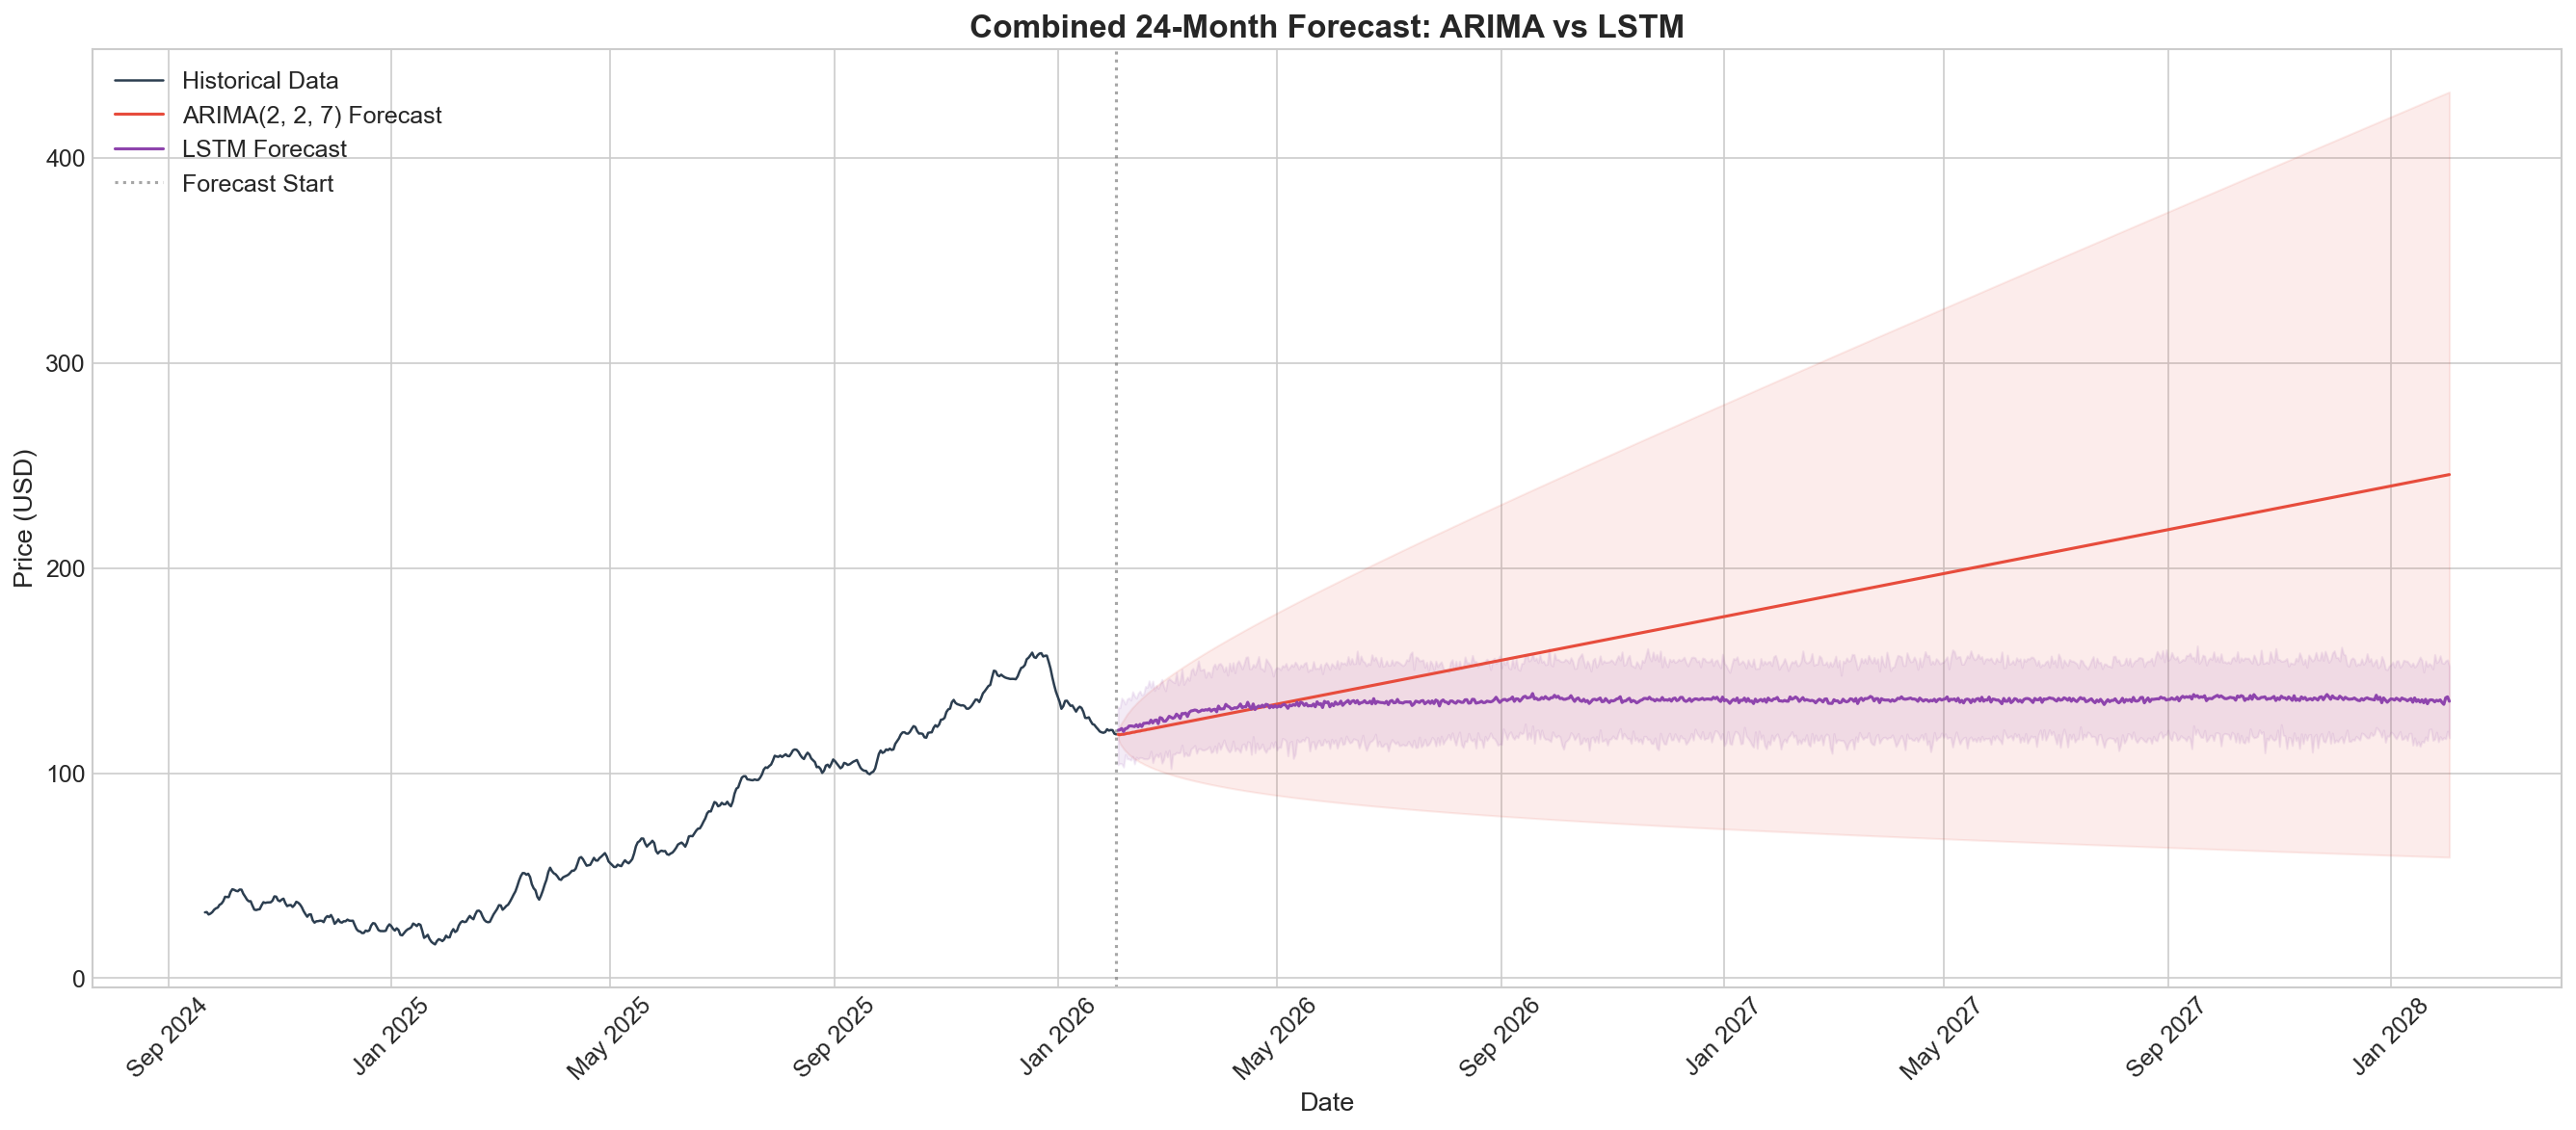 Combined 24-Month Forecast: ARIMA vs LSTM
Historical Data
ARIMA(2, 2, 7) Forecast
LSTM Forecast
Forecast Start
400
300
200
100
0
Price (USD)
Sep 2024
Jan 2025
May 2025
Sep 2025
Jan 2026
May 2026
Sep 2026
Jan 2027
May 2027
Sep 2027
Jan 2028
Date